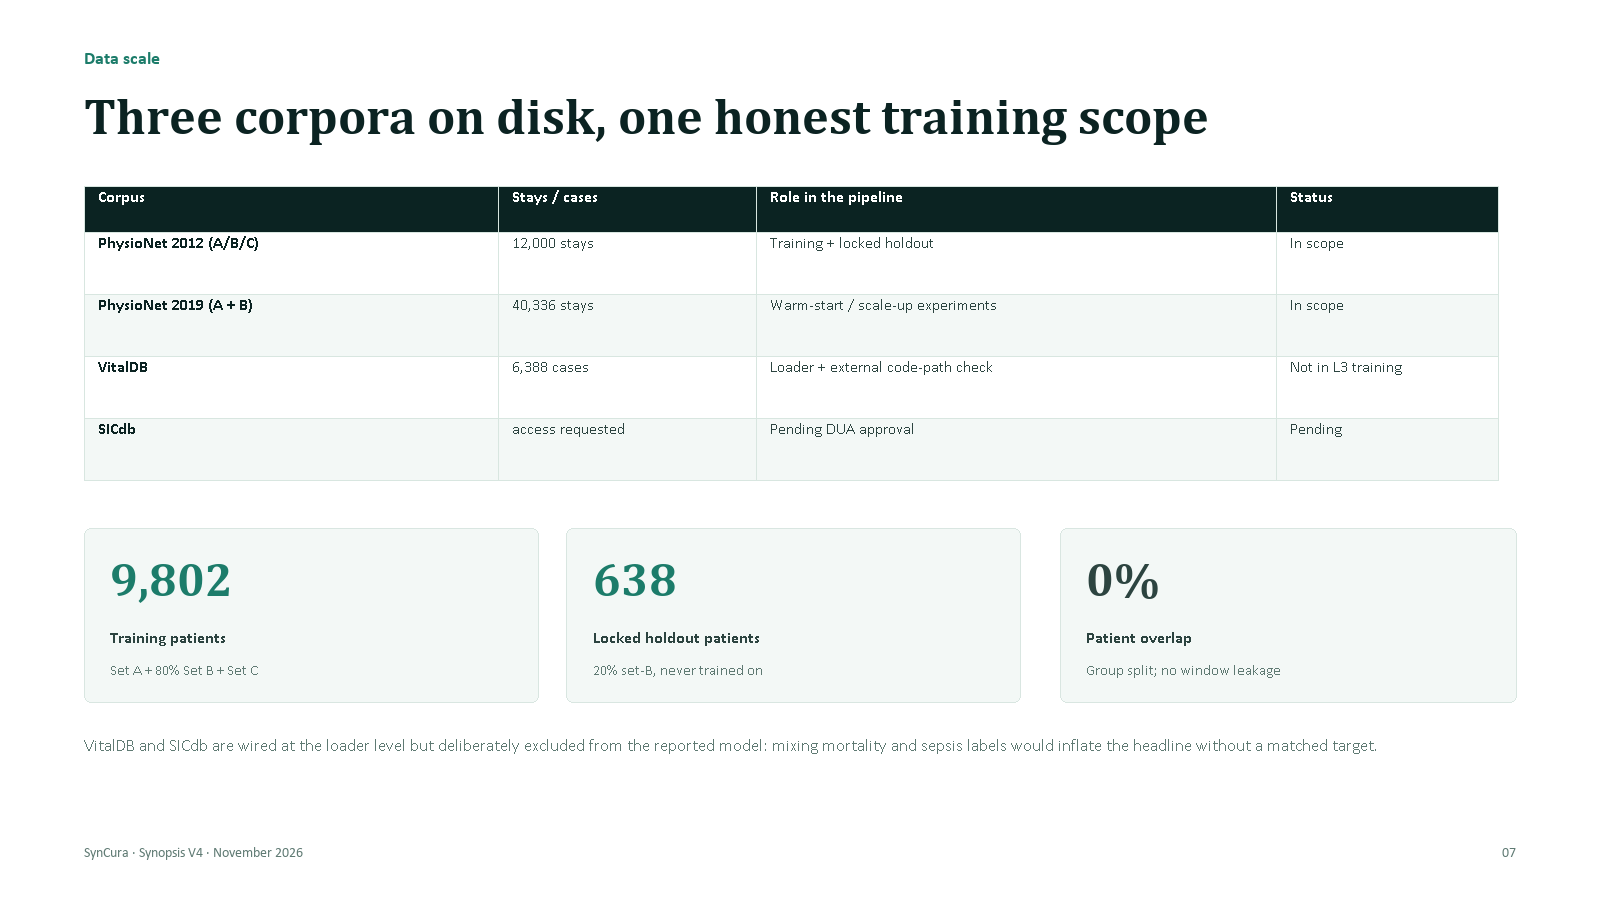 Data scale
Three corpora on disk, one honest training scope
Corpus Stays / cases Role in the pipeline Status
PhysioNet 2012 (A/B/C) 12,000 stays Training + locked holdout In scope
PhysioNet 2019 (A + B) 40,336 stays Warm-start / scale-up experiments In scope
VitalDB 6,388 cases Loader + external code-path check Not in L3 training
SICdb access requested Pending DUA approval Pending
9,802
Training patients
Set A + 80% Set B + Set C
638
Locked holdout patients
20% set-B, never trained on
0%
Patient overlap
Group split; no window leakage
VitalDB and SICdb are wired at the loader level but deliberately excluded from the reported model: mixing mortality and sepsis labels would inflate the headline without a matched target.
SynCura · Synopsis V4 · November 2026 07